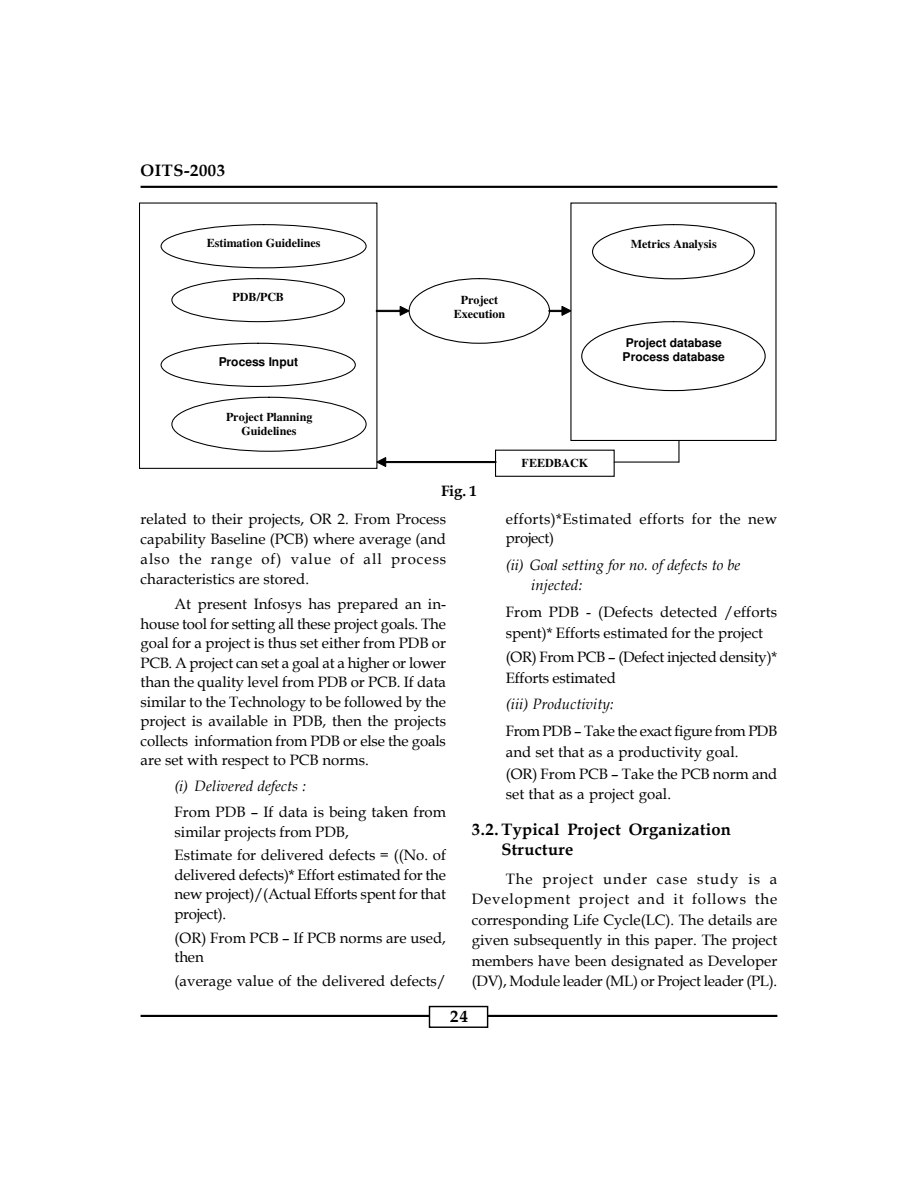 OITS-2003
Estimation Guidelines
PDB/PCB
Process Input
Project Planning
Guidelines
Project
Execution
Metrics Analysis
Project database
Process database
FEEDBACK
Fig. 1
related to their projects, OR 2. From Process
capability Baseline (PCB) where average (and
also the range of) value of all process
characteristics are stored.
At present Infosys has prepared an in-
house tool for setting all these project goals. The
goal for a project is thus set either from PDB or
PCB. A project can set a goal at a higher or lower
than the quality level from PDB or PCB. If data
similar to the Technology to be followed by the
project is available in PDB, then the projects
collects information from PDB or else the goals
are set with respect to PCB norms.
(i) Delivered defects :
From PDB – If data is being taken from
similar projects from PDB,
Estimate for delivered defects = ((No. of
delivered defects)* Effort estimated for the
new project)/(Actual Efforts spent for that
project).
(OR) From PCB – If PCB norms are used,
then
(average value of the delivered defects/
efforts)*Estimated efforts for the new
project)
(ii) Goal setting for no. of defects to be
injected:
From PDB - (Defects detected /efforts
spent)* Efforts estimated for the project
(OR) From PCB – (Defect injected density)*
Efforts estimated
(iii) Productivity:
From PDB – Take the exact figure from PDB
and set that as a productivity goal.
(OR) From PCB – Take the PCB norm and
set that as a project goal.
3.2. Typical Project Organization
Structure
The project under case study is a
Development project and it follows the
corresponding Life Cycle(LC). The details are
given subsequently in this paper. The project
members have been designated as Developer
(DV), Module leader (ML) or Project leader (PL).
24